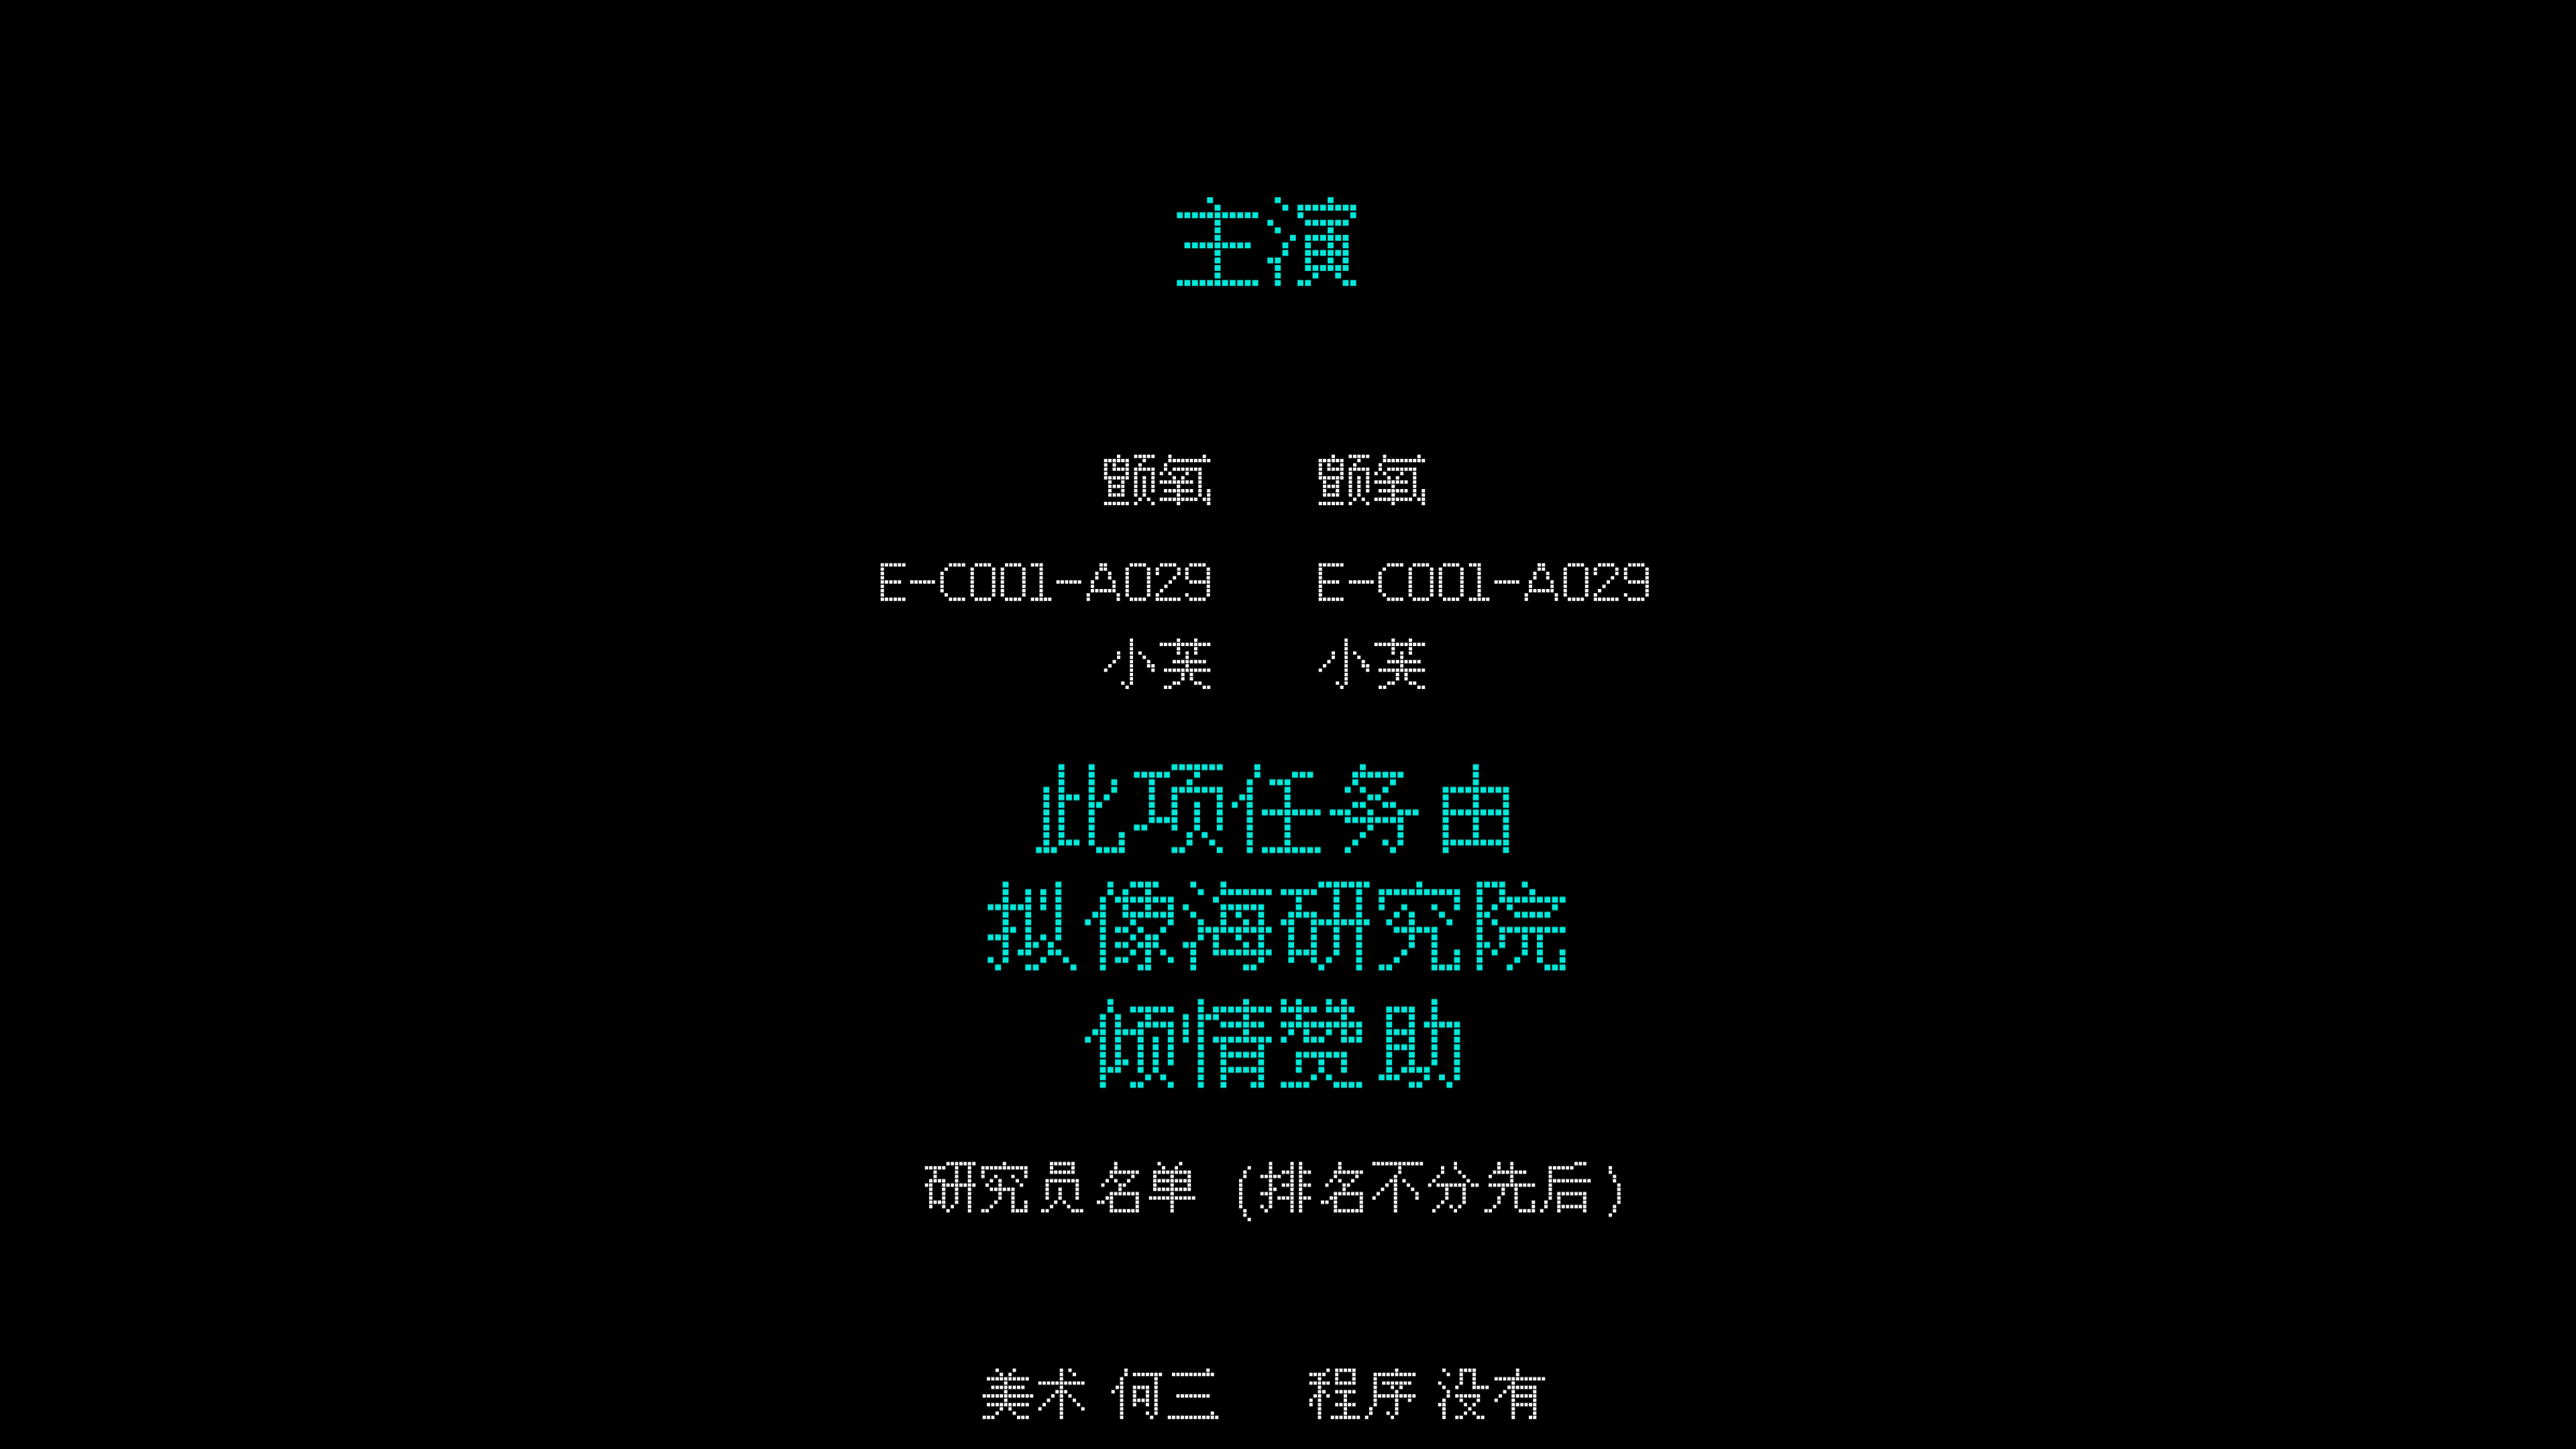 主演
颤氧 颤氧
E-C001-A029 E-C001-A029
小芙 小芙
此项任务由
拟像海研究院
倾情赞助
研究员名单（排名不分先后）
美术 何三 程序 没有